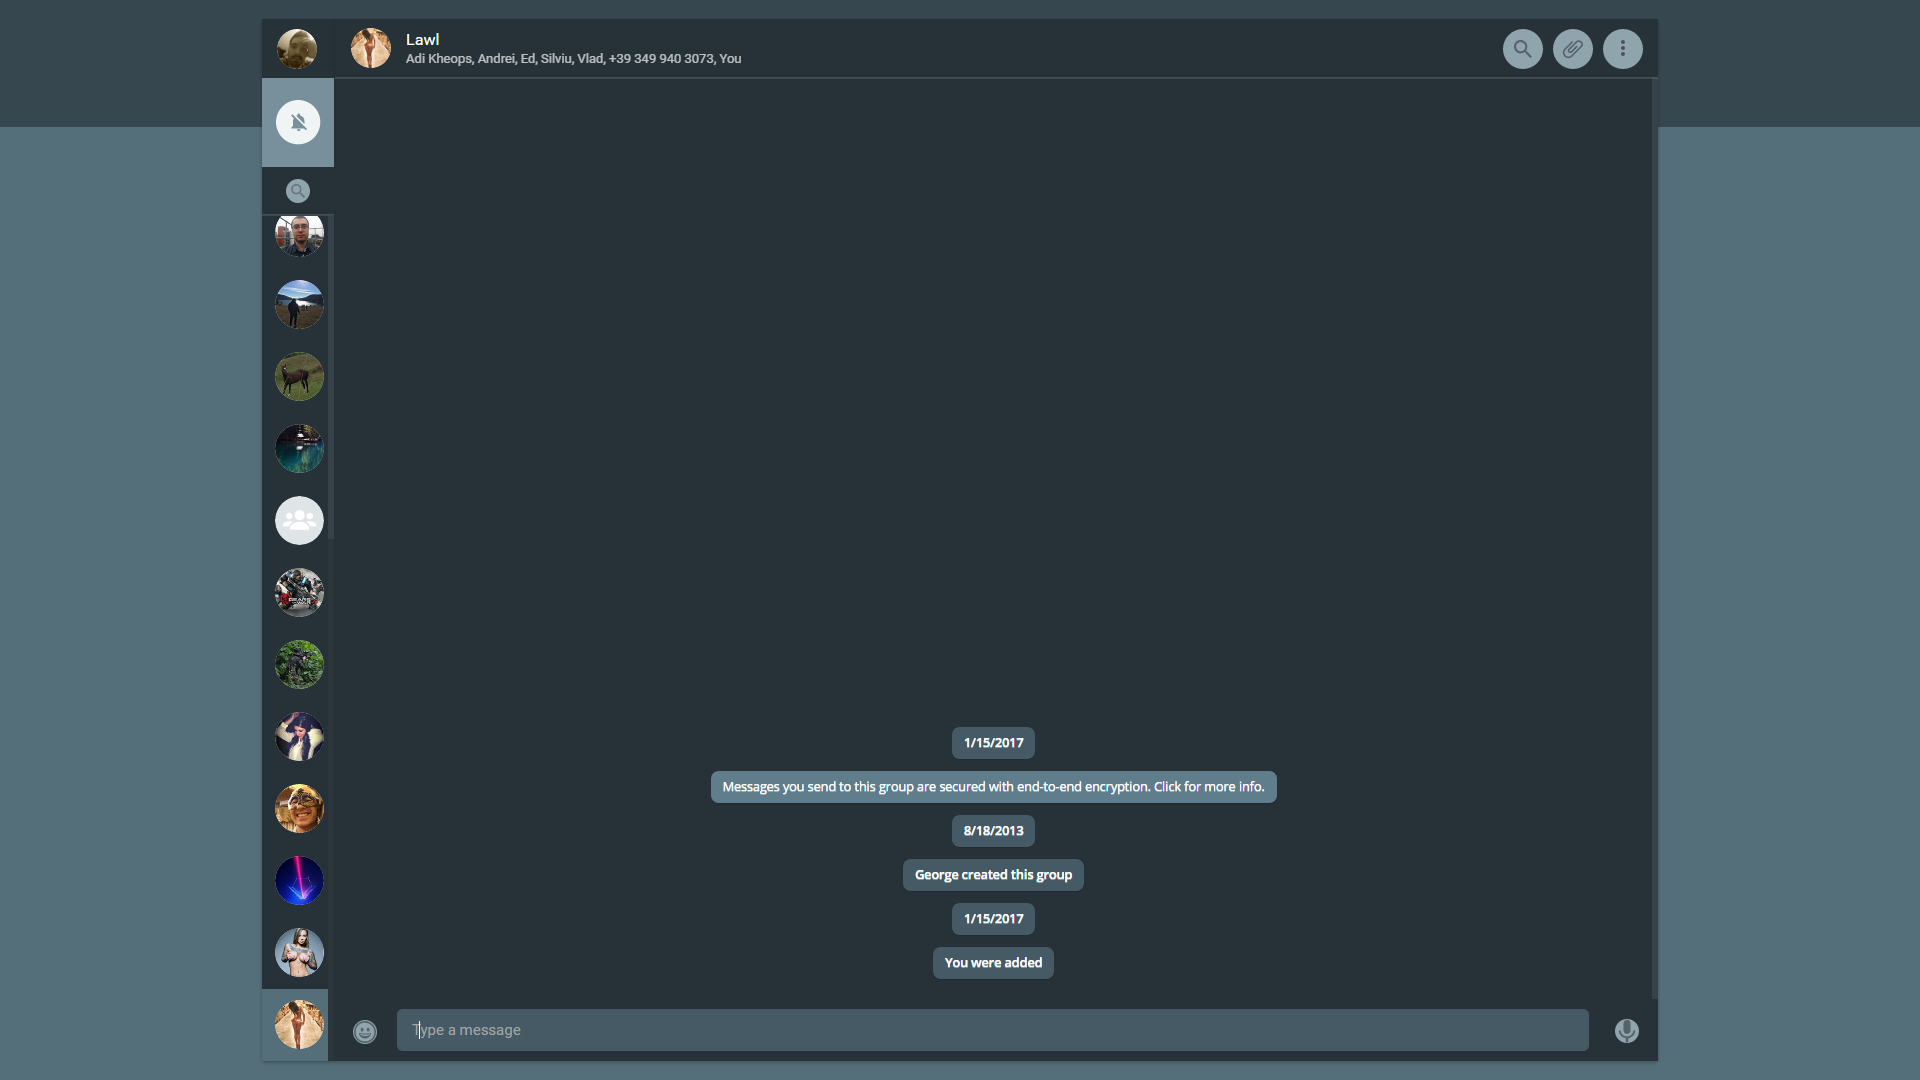 Lawl
Adi Kheops, Andrei, Ed, Silviu, Vlad, +39 349 940 3073, You
1/15/2017
Messages you send to this group are secured with end-to-end encryption. Click for more info.
8/18/2013
George created this group
1/15/2017
You were added
Type a message